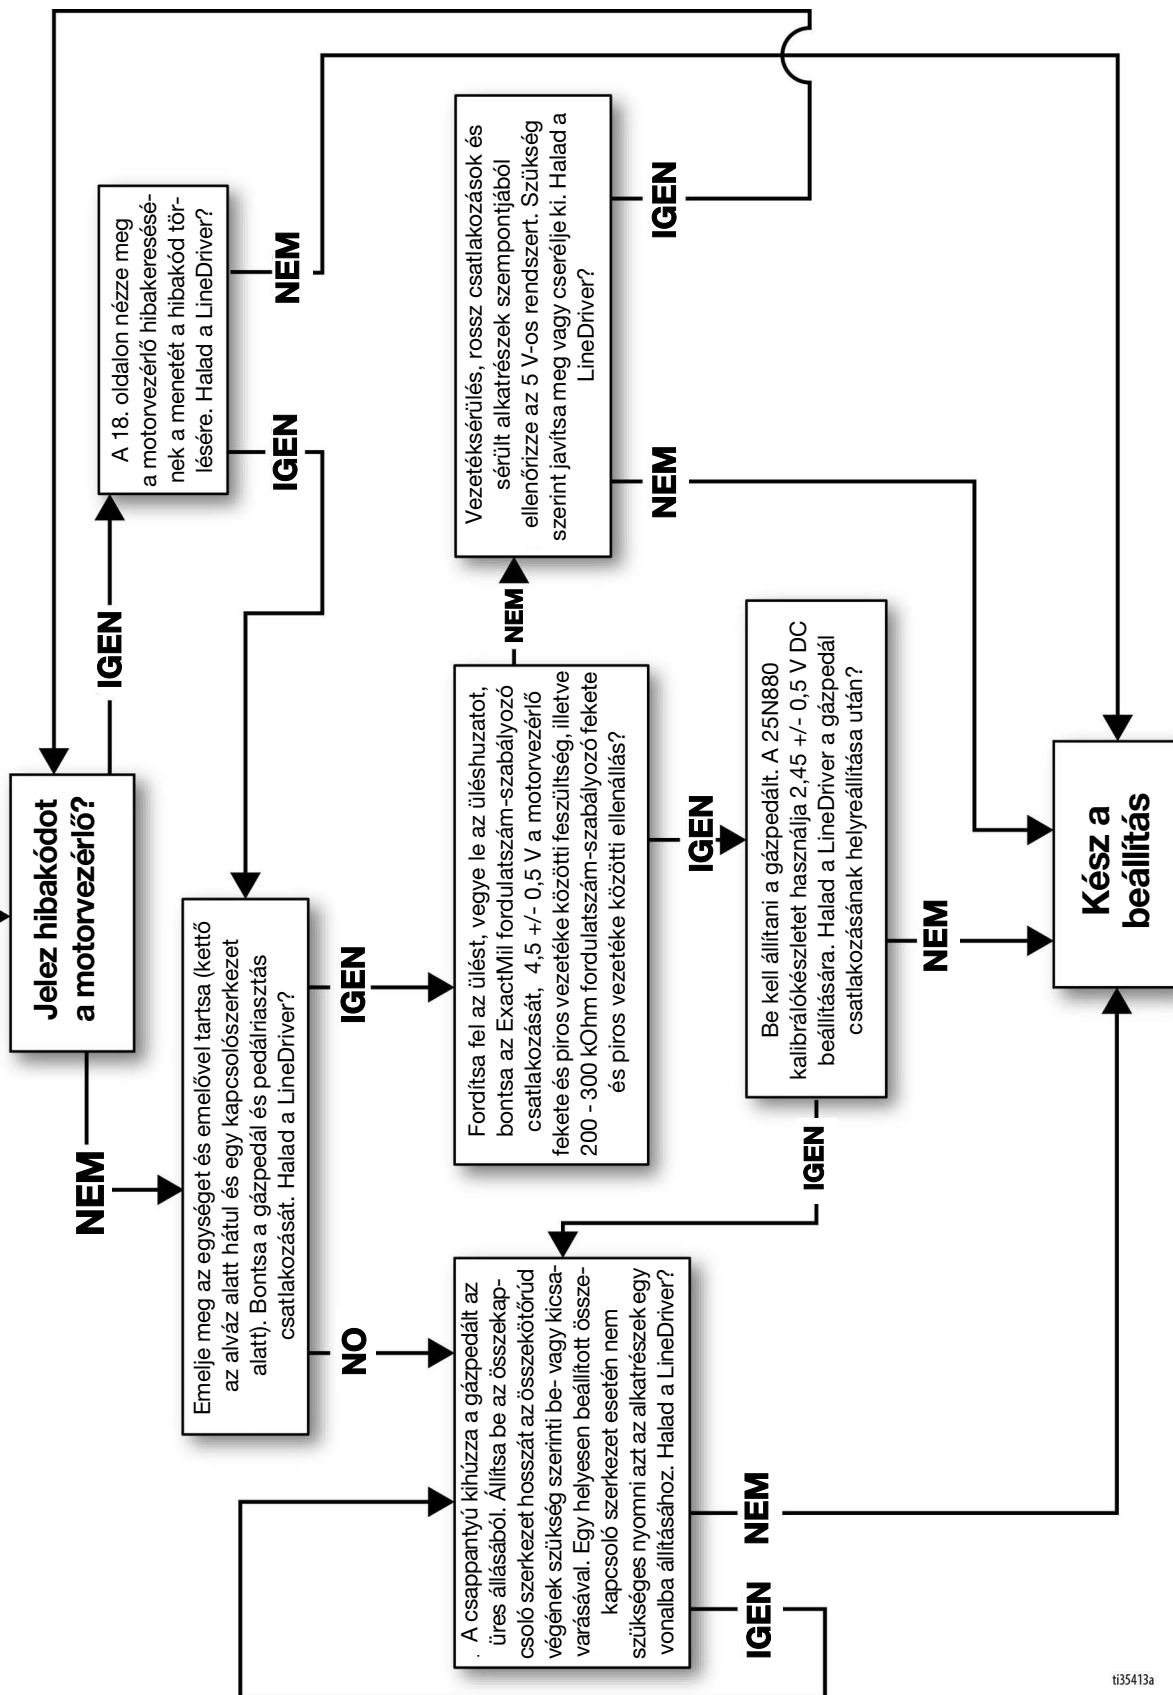 Jelez hibakódot
a motorvezérlő?
IGEN
NEM
A 18. oldalon nézze meg
a motorvezérlő hibakeresésé-
nek a menetét a hibakód tör-
lésére. Halad a LineDriver?
IGEN
NEM
Emelje meg az egységet és emelővel tartsa (kettő
az alváz alatt hátul és egy kapcsolószerkezet
alatt). Bontsa a gázpedál és pedálriasztás
csatlakozását. Halad a LineDriver?
NO
IGEN
Fordítsa fel az ülést, vegye le az üléshuzatot,
bontsa az ExactMil fordulatszám-szabályozó
csatlakozását, 4,5 +/- 0,5 V a motorvezérlő
fekete és piros vezetéke közötti feszültség, illetve
200 - 300 kOhm fordulatszám-szabályozó fekete
és piros vezetéke közötti ellenállás?
NEM
IGEN
Vezetéksérülés, rossz csatlakozások és
sérült alkatrészek szempontjából
ellenőrizze az 5 V-os rendszert. Szükség
szerint javítsa meg vagy cserélje ki. Halad a
LineDriver?
NEM
IGEN
. A csappantyú kihúzza a gázpedált az
üres állásából. Állítsa be az összekap-
csoló szerkezet hosszát az összekötőrúd
végének szükség szerinti be- vagy kicsa-
varásával. Egy helyesen beállított össze-
kapcsoló szerkezet esetén nem
szükséges nyomni azt az alkatrészek egy
vonalba állításához. Halad a LineDriver?
IGEN
NEM
Be kell állítani a gázpedált. A 25N880
kalibrálókészletet használja 2,45 +/- 0,5 V DC
beállítására. Halad a LineDriver a gázpedál
csatlakozásának helyreállítása után?
IGEN
NEM
Kész a
beállítás
ti35413a